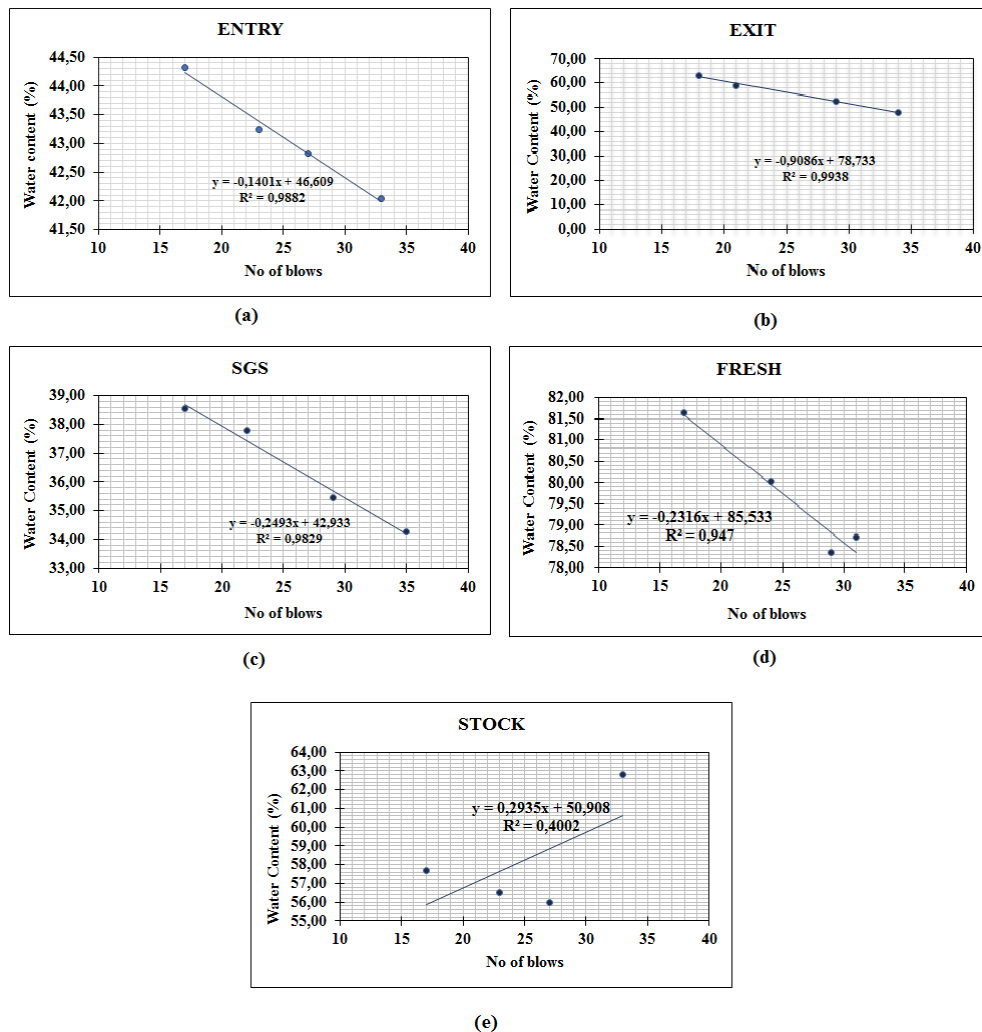 ENTRY
44,50
44,00
43,50
43,00
42,50
42,00
41,50
Water content (%)
y = -0,1401x + 46,609
R² = 0,9882
10 15 20 25 30 35 40
No of blows
(a)
EXIT
70,00
60,00
50,00
40,00
30,00
20,00
10,00
0,00
Water Content (%)
y = -0,9086x + 78,733
R² = 0,9938
10 15 20 25 30 35 40
No of blows
(b)
SGS
39,00
38,00
37,00
36,00
35,00
34,00
33,00
Water Content (%)
y = -0,2493x + 42,933
R² = 0,9829
10 15 20 25 30 35 40
No of blows
(c)
FRESH
82,00
81,50
81,00
80,50
80,00
79,50
79,00
78,50
78,00
Water Content (%)
y = -0,2316x + 85,533
R² = 0,947
10 15 20 25 30 35 40
No of blows
(d)
STOCK
64,00
63,00
62,00
61,00
60,00
59,00
58,00
57,00
56,00
55,00
Water Content (%)
y = 0,2935x + 50,908
R² = 0,4002
10 15 20 25 30 35 40
No of blows
(e)